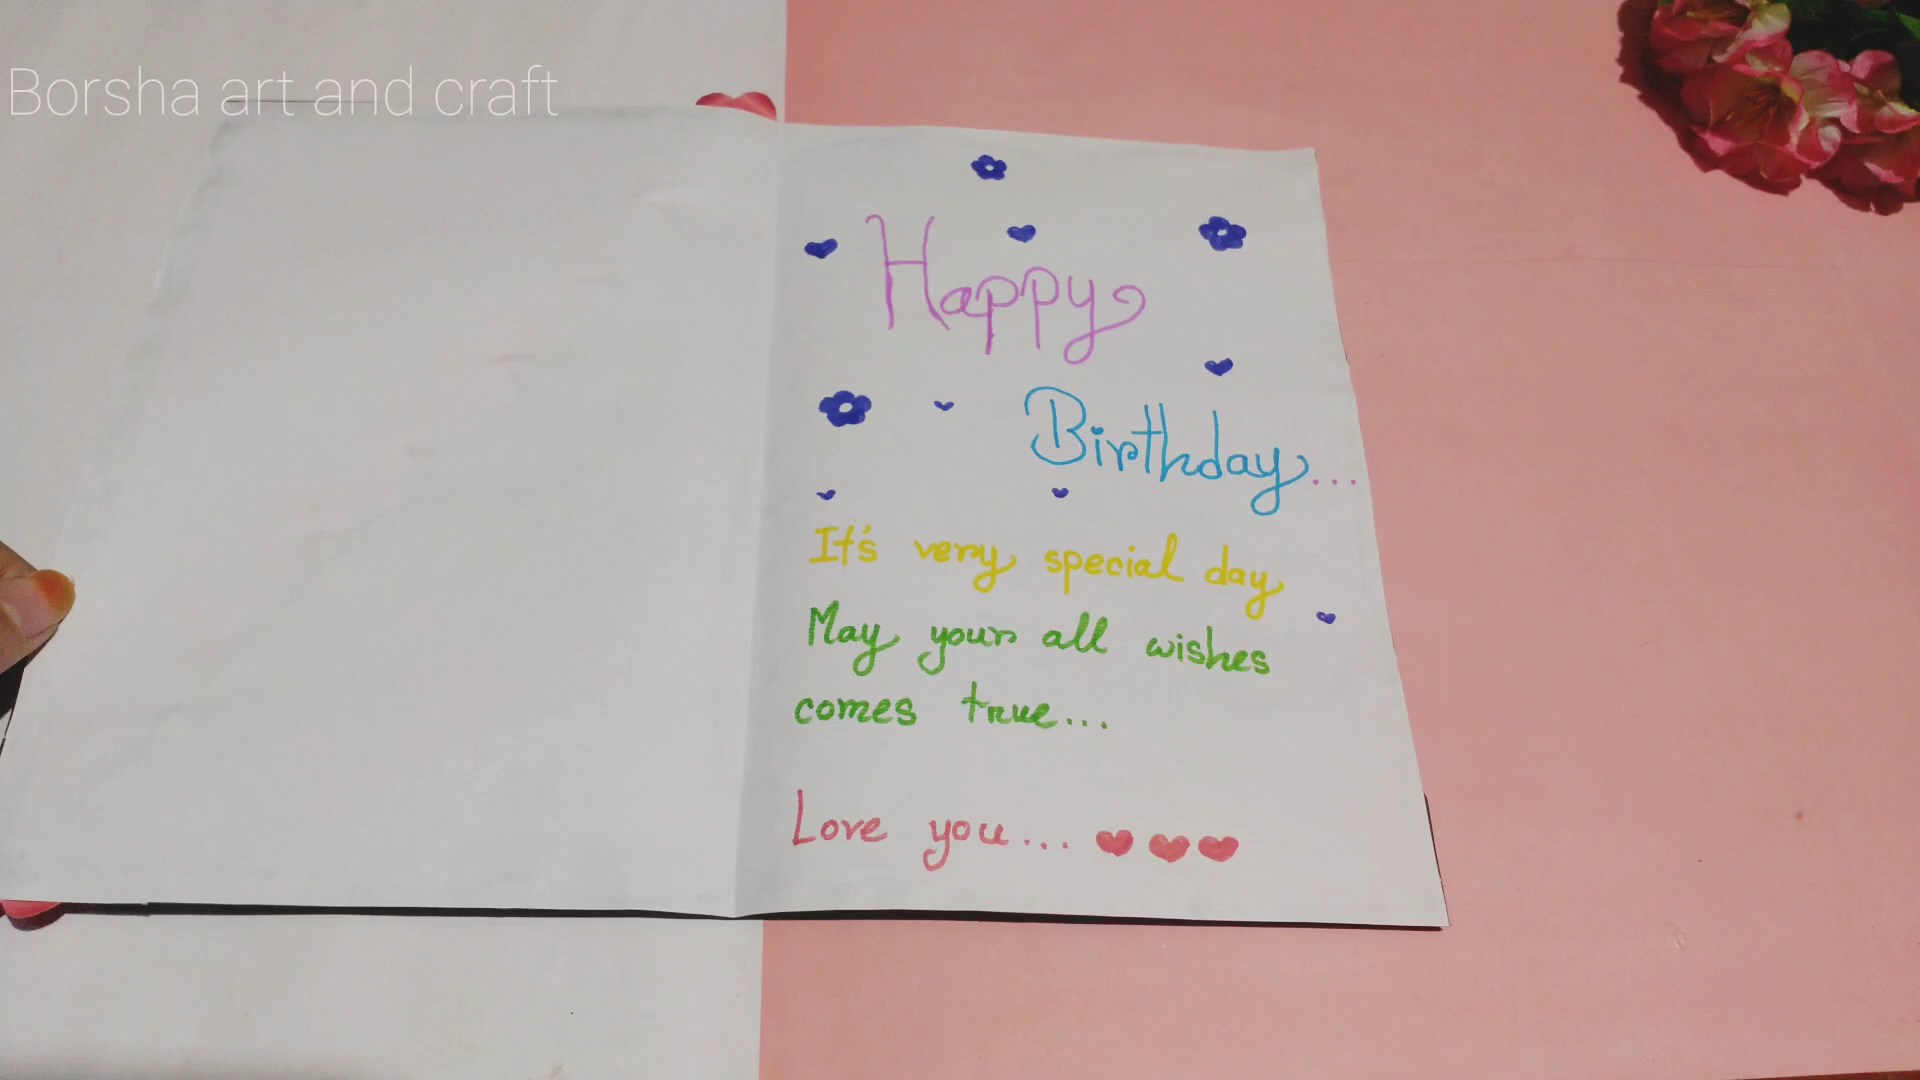 Borsha art and craft
Happy
Birthday...
It's very special day
May your all wishes
comes true...
Love you...